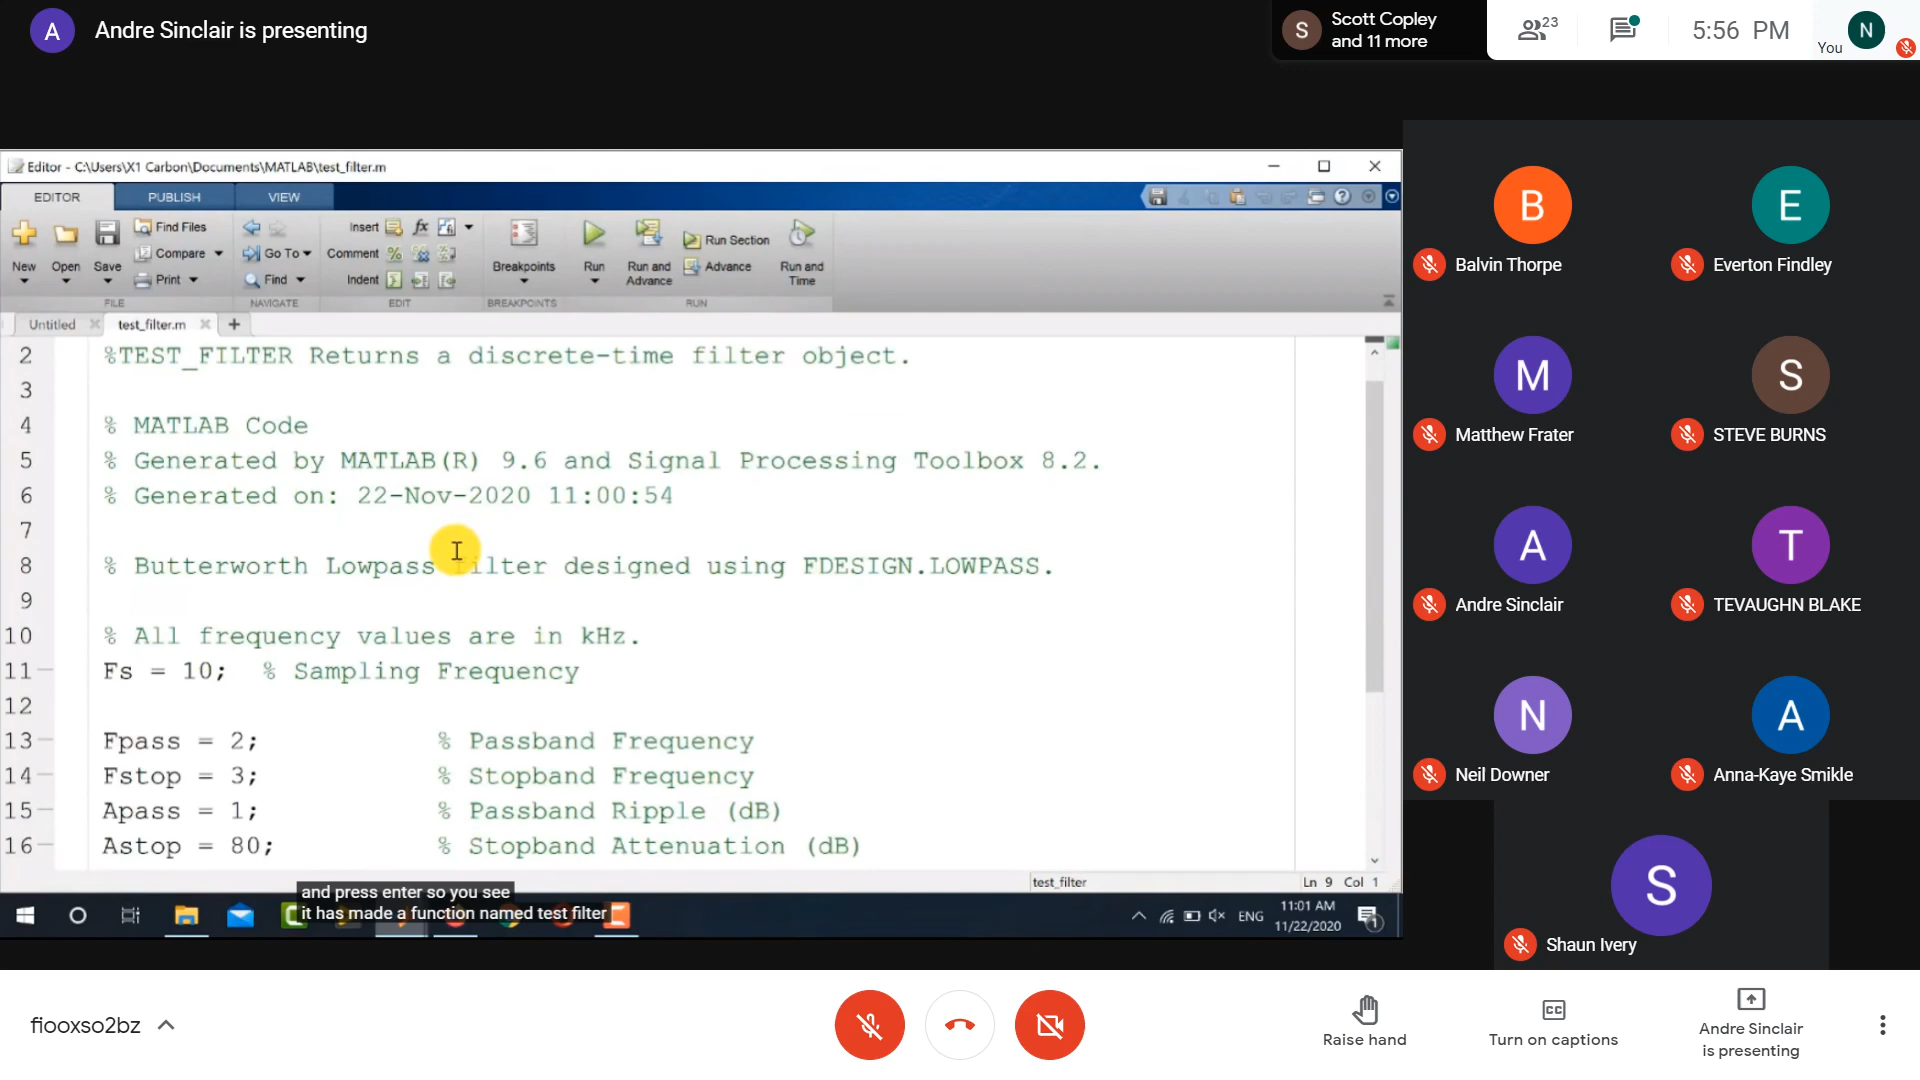 A Andre Sinclair is presenting
S Scott Copley
and 11 more
23
5:56 PM
You N
Editor - C:\Users\X1 Carbon\Documents\MATLAB\test_filter.m
EDITOR PUBLISH VIEW
New Open Save
Find Files
Compare
Print
FILE
Go To
Find
NAVIGATE
Insert fx
Comment
Indent
EDIT
Breakpoints
BREAKPOINTS
Run
Run and
Advance
Run Section
Advance
Run and
Time
RUN
Untitled test_filter.m +
2 %TEST_FILTER Returns a discrete-time filter object.
3
4 % MATLAB Code
5 % Generated by MATLAB(R) 9.6 and Signal Processing Toolbox 8.2.
6 % Generated on: 22-Nov-2020 11:00:54
7
8 % Butterworth Lowpass filter designed using FDESIGN.LOWPASS.
9
10 % All frequency values are in kHz.
11 Fs = 10; % Sampling Frequency
12
13 Fpass = 2; % Passband Frequency
14 Fstop = 3; % Stopband Frequency
15 Apass = 1; % Passband Ripple (dB)
16 Astop = 80; % Stopband Attenuation (dB)
test_filter Ln 9 Col 1
and press enter so you see
it has made a function named test filter
ENG
11:01 AM
11/22/2020
1
B
Balvin Thorpe
E
Everton Findley
M
Matthew Frater
S
STEVE BURNS
A
Andre Sinclair
T
TEVAUGHN BLAKE
N
Neil Downer
A
Anna-Kaye Smikle
S
Shaun Ivery
fiooxso2bz
Raise hand
CC
Turn on captions
Andre Sinclair
is presenting